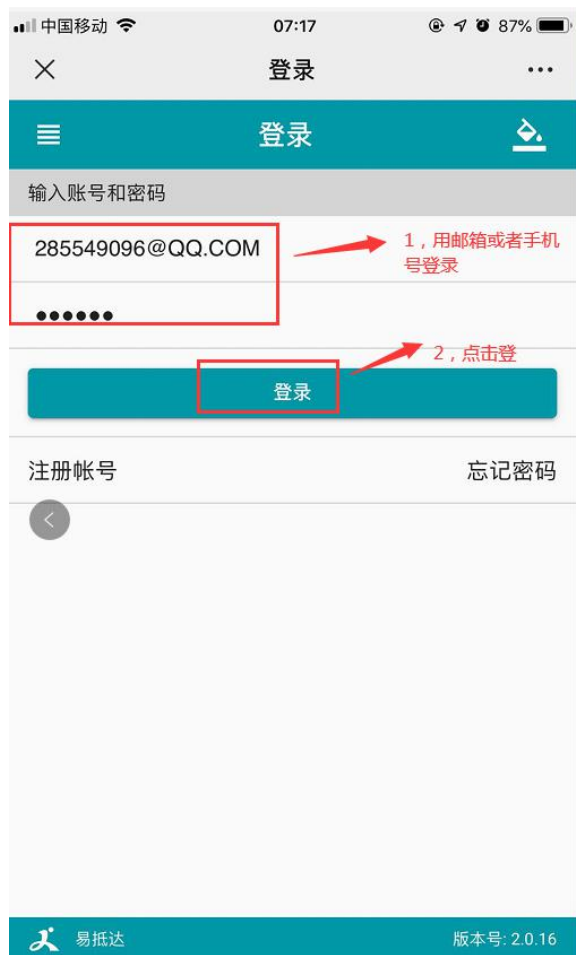 中国移动 07:17 87%
登录
登录
输入账号和密码
285549096@QQ.COM
1，用邮箱或者手机
号登录
●●●●●●
2，点击登
登录
注册帐号 忘记密码
易抵达 版本号: 2.0.16